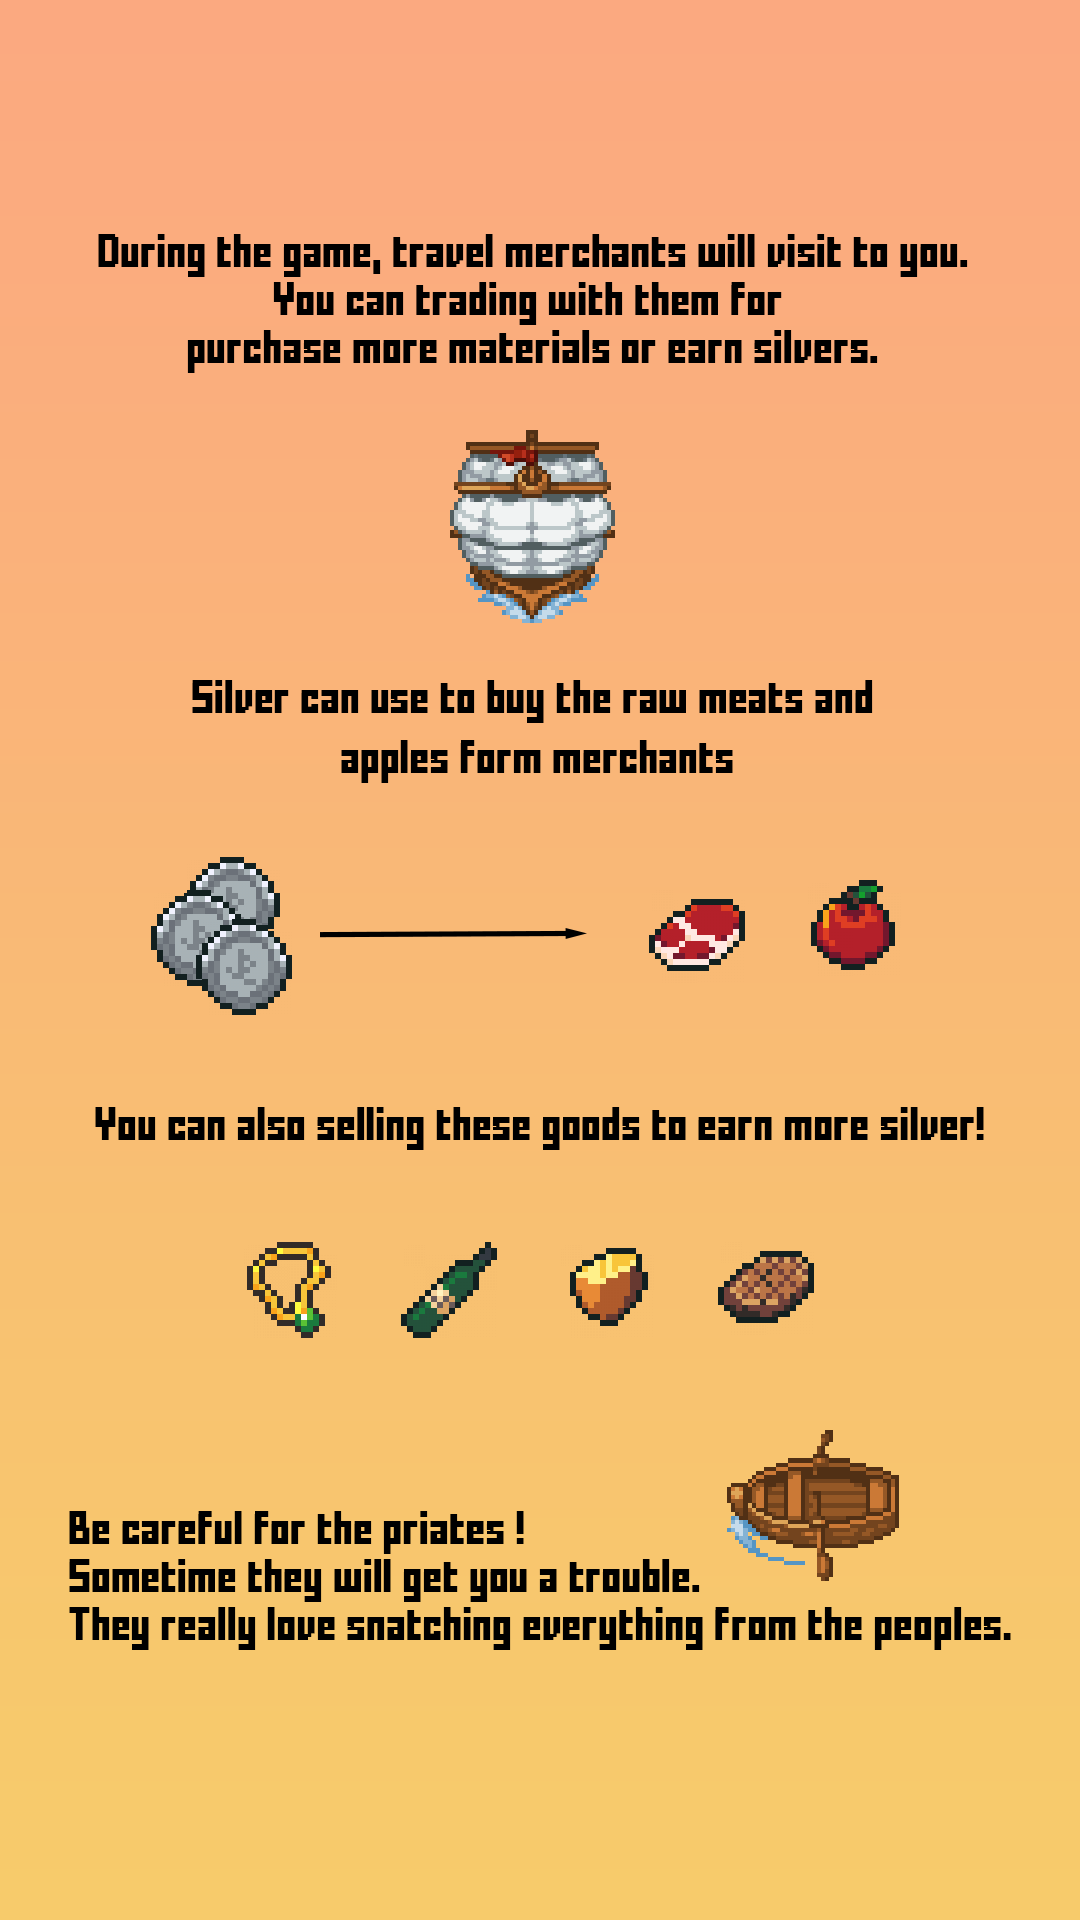 During the game, travel merchants will visit to you.
You can trading with them for
purchase more materials or earn silvers.
Silver can use to buy the raw meats and
apples form merchants
You can also selling these goods to earn more silver!
Be careful for the priates !
Sometime they will get you a trouble.
They really love snatching everything from the peoples.